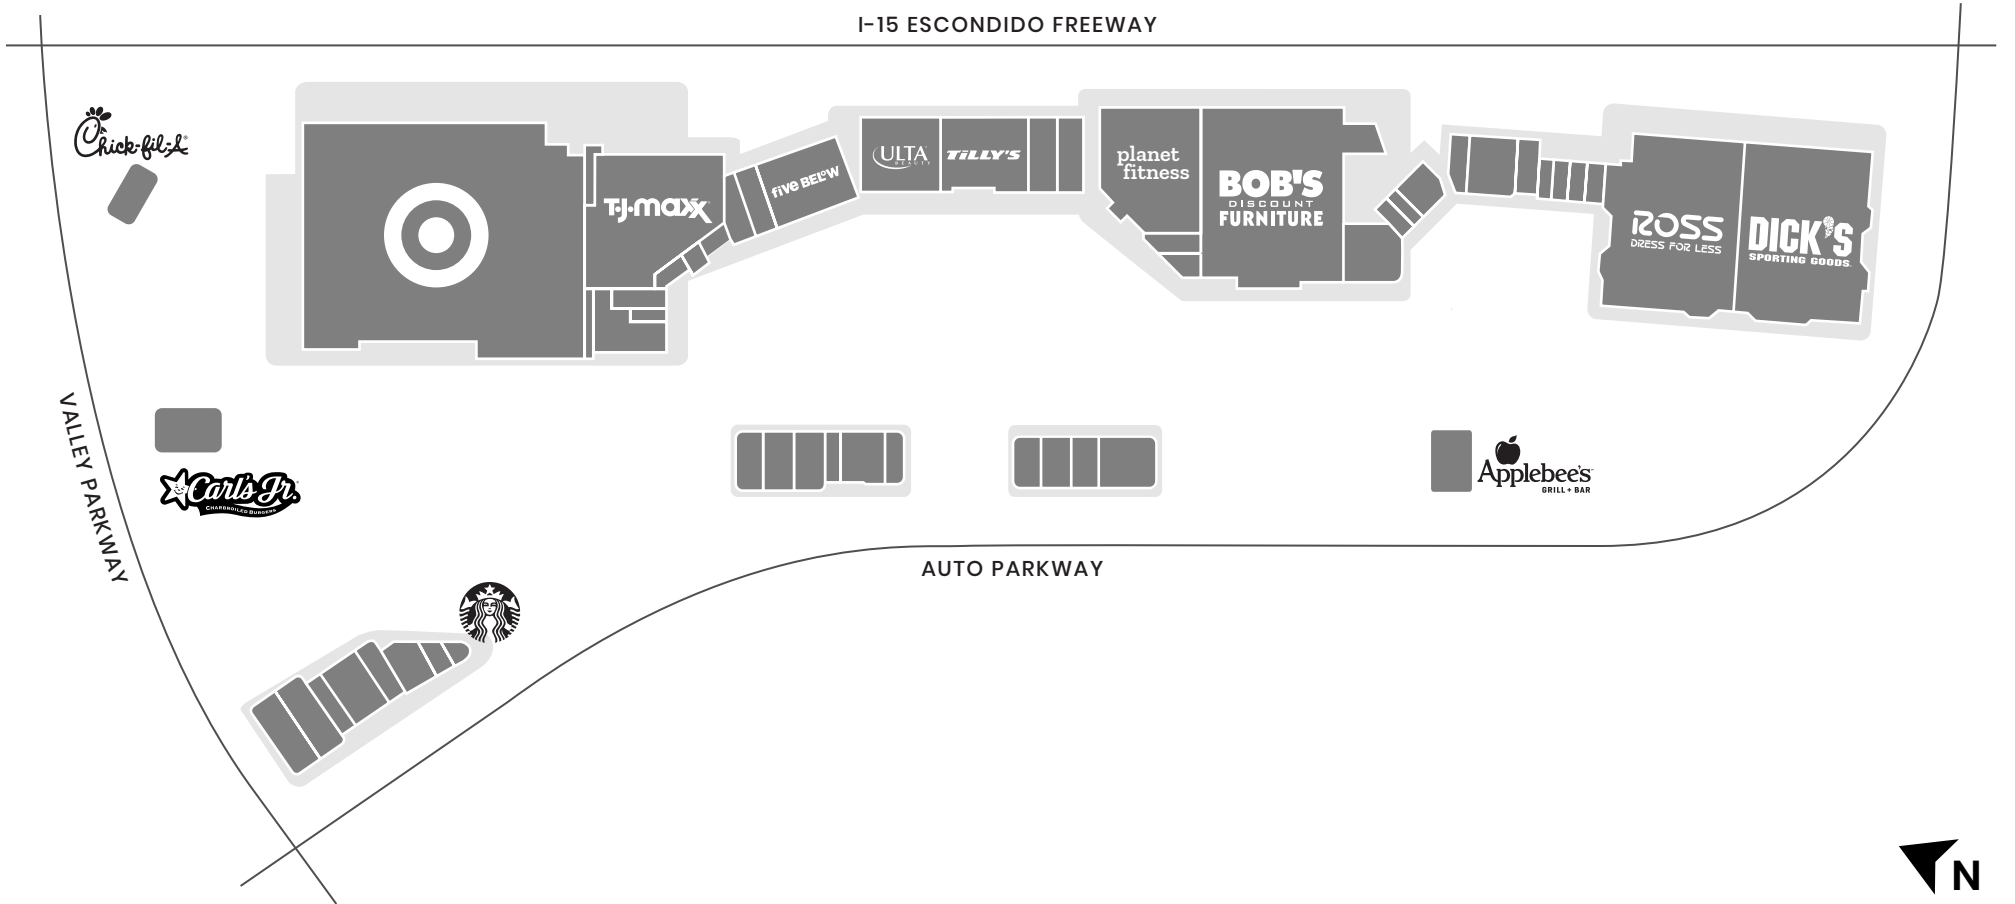 I-15 ESCONDIDO FREEWAY
Chick-fil-A
T·J·maxx
five BEL°W
ULTA
BEAUTY
TiLLY'S
planet
fitness
BOB'S
DISCOUNT
FURNITURE
ROSS
DRESS FOR LESS
DICK'S
SPORTING GOODS
VALLEY PARKWAY
Carl's Jr.
CHARBROILED BURGERS
Applebee's
GRILL + BAR
AUTO PARKWAY
N